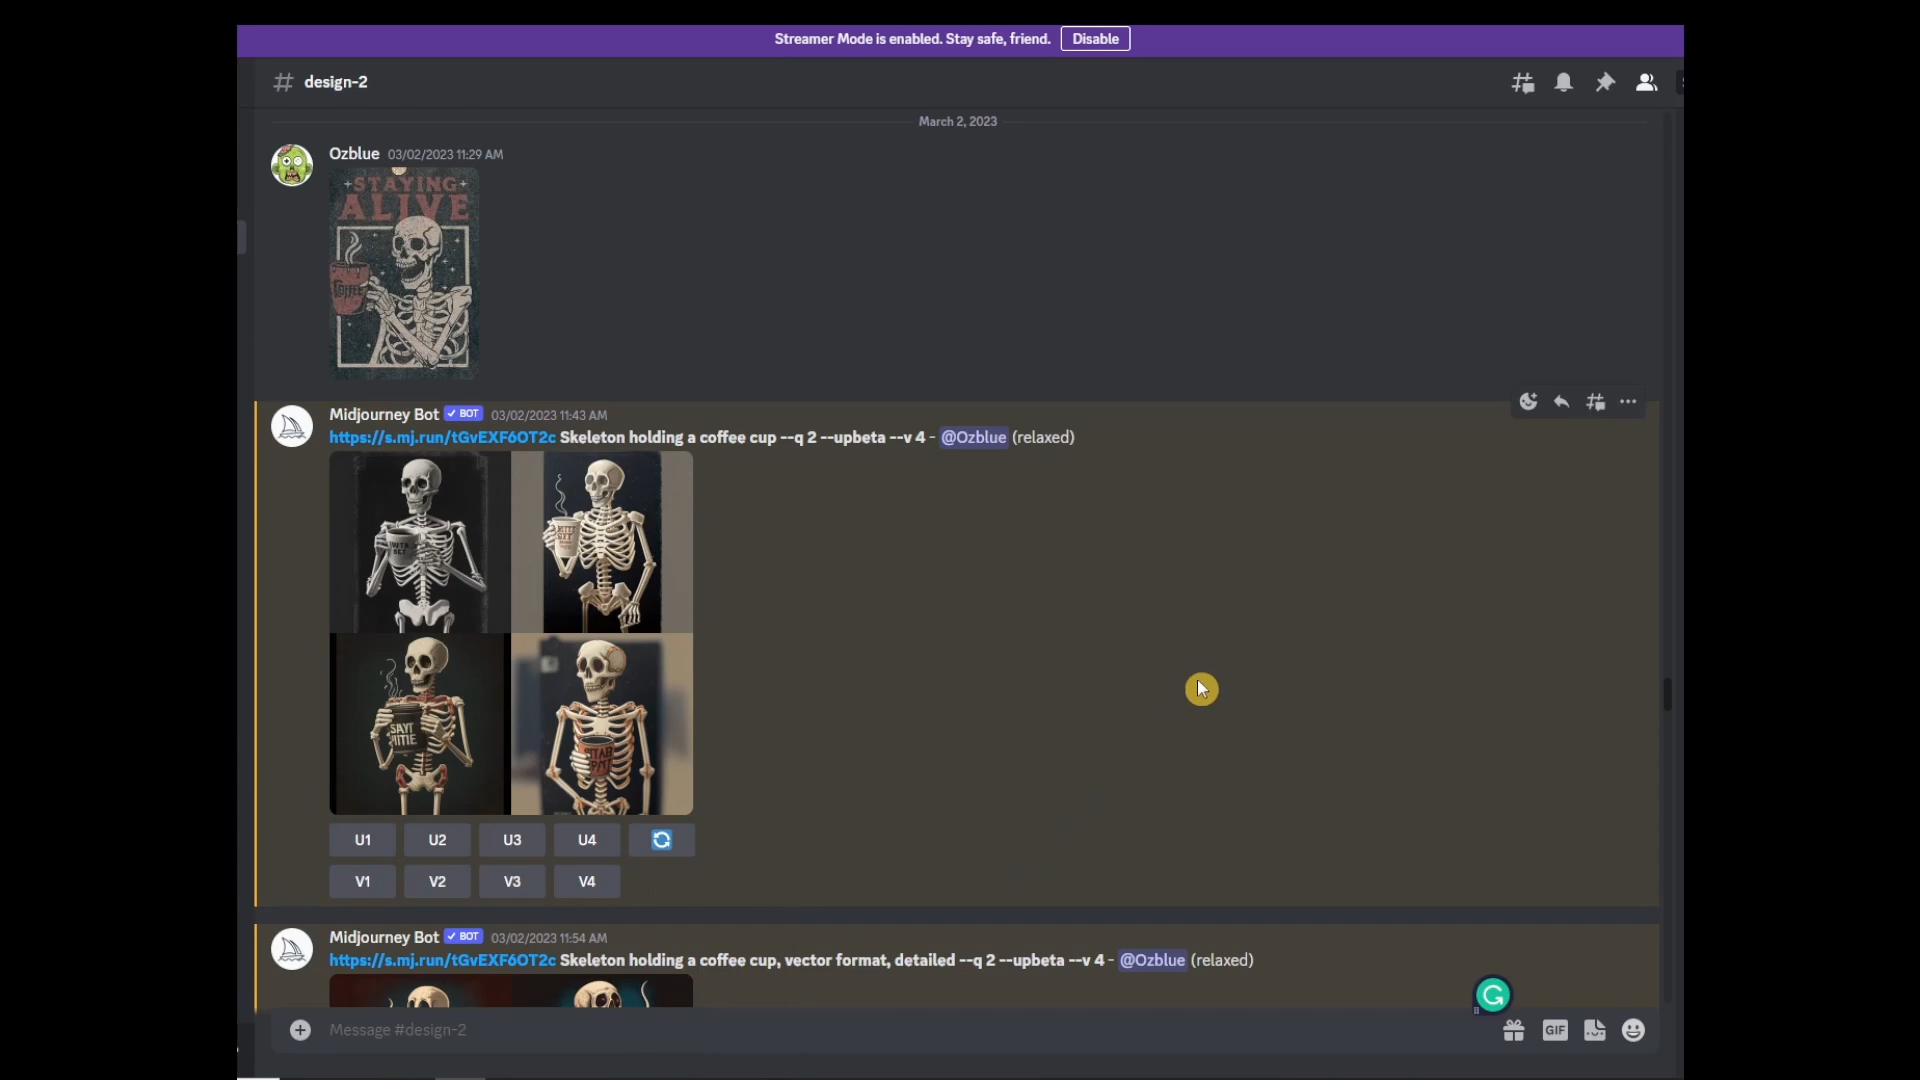 Streamer Mode is enabled. Stay safe, friend. Disable
# design-2
March 2, 2023
Ozblue 03/02/2023 11:29 AM
STAYING
ALIVE
COFFEE
Midjourney Bot ✓ BOT 03/02/2023 11:43 AM
https://s.mj.run/tGvEXF6OT2c Skeleton holding a coffee cup --q 2 --upbeta --v 4 - @Ozblue (relaxed)
SAYT
U1 U2 U3 U4
V1 V2 V3 V4
Midjourney Bot ✓ BOT 03/02/2023 11:54 AM
https://s.mj.run/tGvEXF6OT2c Skeleton holding a coffee cup, vector format, detailed --q 2 --upbeta --v 4 - @Ozblue (relaxed)
Message #design-2
GIF